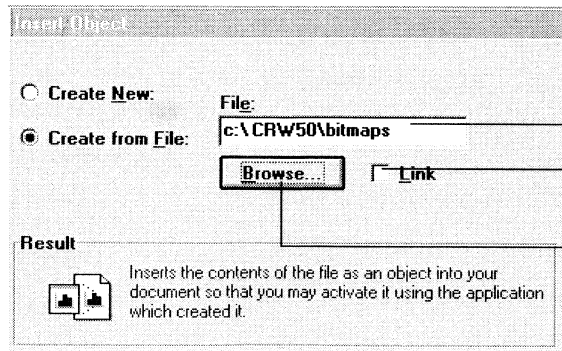 Insert Object
Create New:
File:
Create from File:
c:\CRW50\bitmaps
Browse...
Link
Result
Inserts the contents of the file as an object into your
document so that you may activate it using the application
which created it.